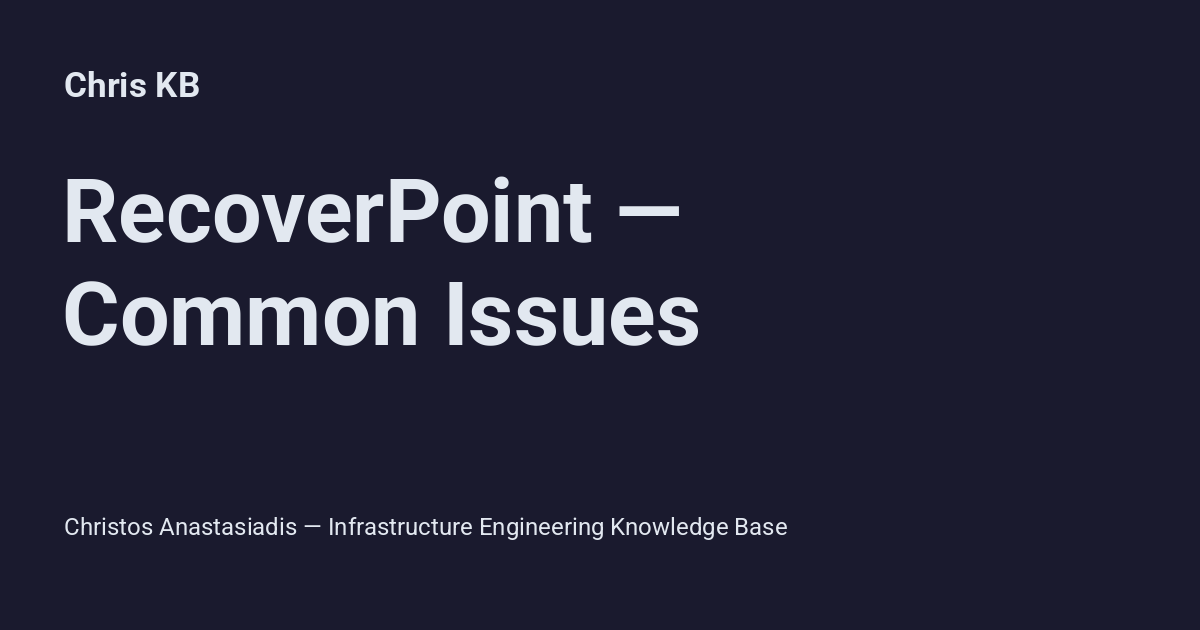 Chris KB
RecoverPoint —
Common Issues
Christos Anastasiadis — Infrastructure Engineering Knowledge Base